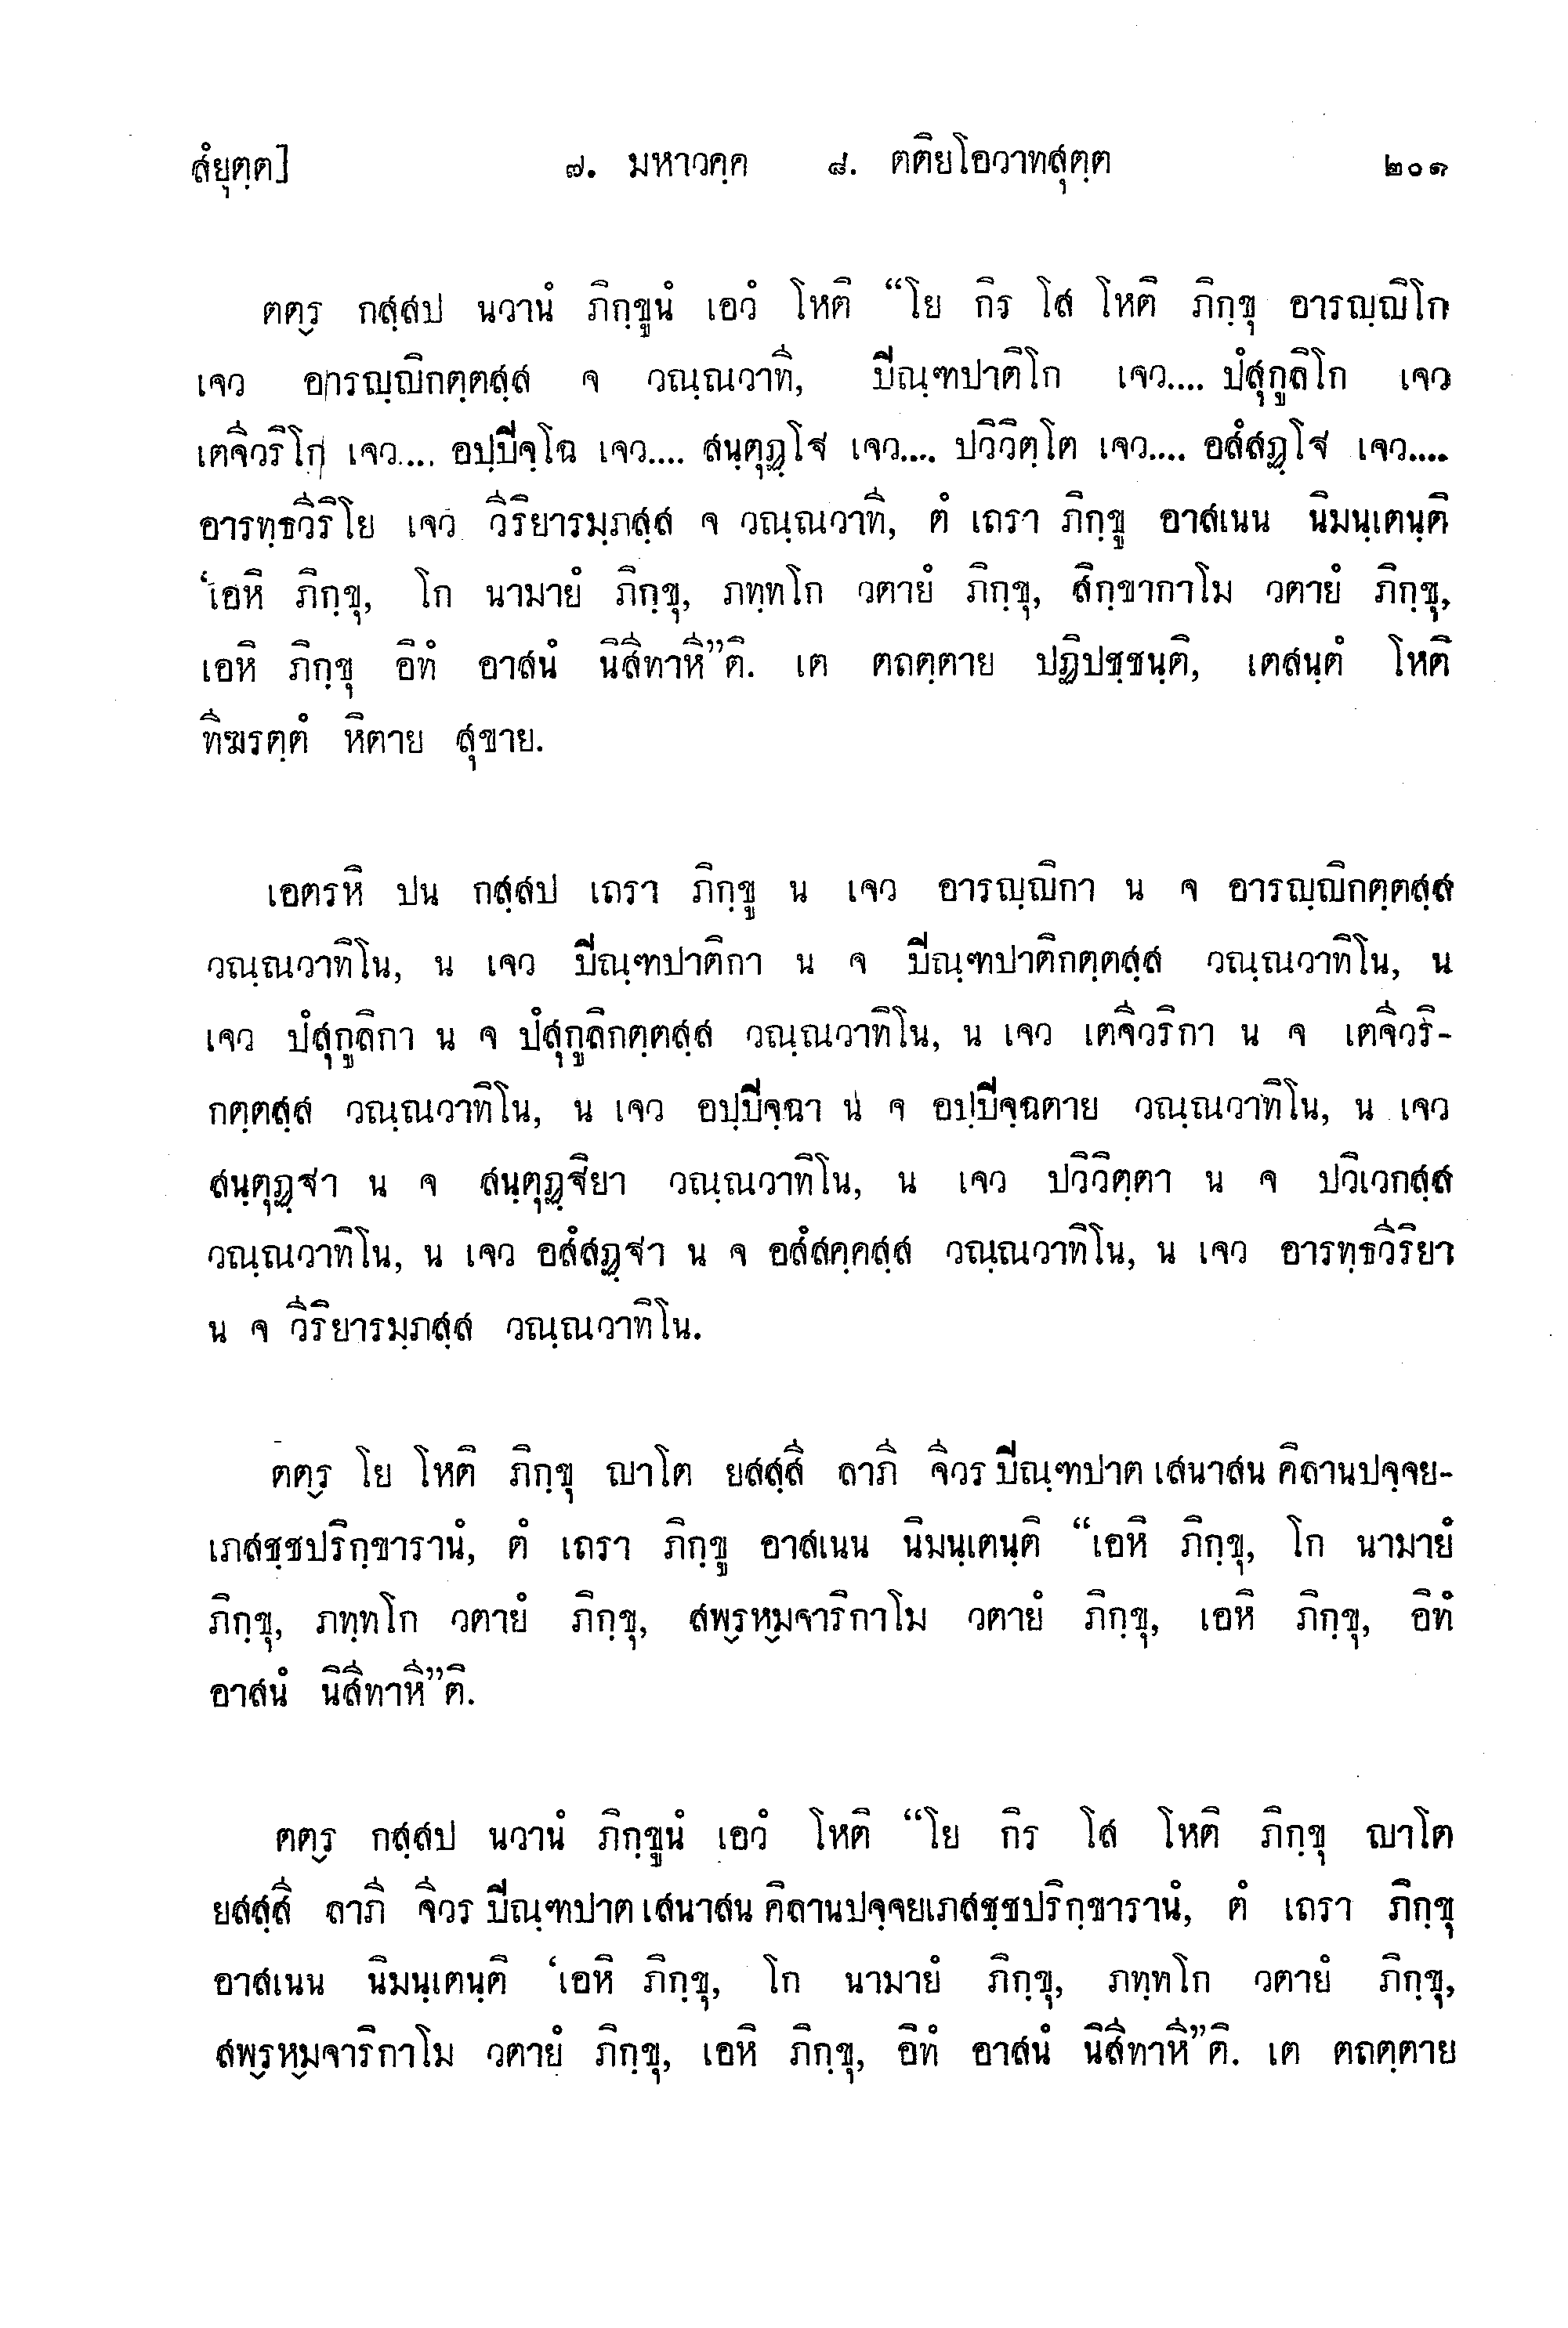 สํยุตฺต]    ๗. มหาวคฺค    ๘. ตติยโอวาทสุตฺต    ๒๐๑
ตตฺร กสฺสป นวานํ ภิกฺขูนํ เอวํ โหติ “โย กิร โส โหติ ภิกฺขุ อารญฺญิโก
เจว อารญฺญิกตฺตสฺส จ วณฺณวาที, ปิณฺฑปาติโก เจว.... ปํสุกูลิโก เจว
เตจีวริโก เจว.... อปฺปิจฺโฉ เจว.... สนฺตุฏฺโฐ เจว.... ปวิวิตฺโต เจว.... อสํสฏฺโฐ เจว....
อารทฺธวีริโย เจว วีริยารมฺภสฺส จ วณฺณวาที, ตํ เถรา ภิกฺขู อาสเนน นิมนฺเตนฺติ
‘เอหิ ภิกฺขุ, โก นามายํ ภิกฺขุ, ภทฺทโก วตายํ ภิกฺขุ, สิกฺขากาโม วตายํ ภิกฺขุ,
เอหิ ภิกฺขุ อิทํ อาสนํ นิสีทาหี”ติ. เต ตถตฺตาย ปฏิปชฺชนฺติ, เตสนฺตํ โหติ
ทีฆรตฺตํ หิตาย สุขาย.
เอตรหิ ปน กสฺสป เถรา ภิกฺขู น เจว อารญฺญิกา น จ อารญฺญิกตฺตสฺส
วณฺณวาทิโน, น เจว ปิณฺฑปาติกา น จ ปิณฺฑปาติกตฺตสฺส วณฺณวาทิโน, น
เจว ปํสุกูลิกา น จ ปํสุกูลิกตฺตสฺส วณฺณวาทิโน, น เจว เตจีวริกา น จ เตจีวริ-
กตฺตสฺส วณฺณวาทิโน, น เจว อปฺปิจฺฉา น จ อปฺปิจฺฉตาย วณฺณวาทิโน, น เจว
สนฺตุฏฺฐา น จ สนฺตุฏฺฐิยา วณฺณวาทิโน, น เจว ปวิวิตฺตา น จ ปวิเวกสฺส
วณฺณวาทิโน, น เจว อสํสฏฺฐา น จ อสํสคฺคสฺส วณฺณวาทิโน, น เจว อารทฺธวีริยา
น จ วีริยารมฺภสฺส วณฺณวาทิโน.
ตตฺร โย โหติ ภิกฺขุ ญาโต ยสสฺสี ลาภี จีวร ปิณฺฑปาต เสนาสน คิลานปจฺจย-
เภสชฺชปริกฺขารานํ, ตํ เถรา ภิกฺขู อาสเนน นิมนฺเตนฺติ “เอหิ ภิกฺขุ, โก นามายํ
ภิกฺขุ, ภทฺทโก วตายํ ภิกฺขุ, สพฺรหฺมจาริกาโม วตายํ ภิกฺขุ, เอหิ ภิกฺขุ, อิทํ
อาสนํ นิสีทาหี”ติ.
ตตฺร กสฺสป นวานํ ภิกฺขูนํ เอวํ โหติ “โย กิร โส โหติ ภิกฺขุ ญาโต
ยสสฺสี ลาภี จีวร ปิณฺฑปาต เสนาสน คิลานปจฺจยเภสชฺชปริกฺขารานํ, ตํ เถรา ภิกฺขุ
อาสเนน นิมนฺเตนฺติ ‘เอหิ ภิกฺขุ, โก นามายํ ภิกฺขุ, ภทฺทโก วตายํ ภิกฺขุ,
สพฺรหฺมจาริกาโม วตายํ ภิกฺขุ, เอหิ ภิกฺขุ, อิทํ อาสนํ นิสีทาหี”ติ. เต ตถตฺตาย